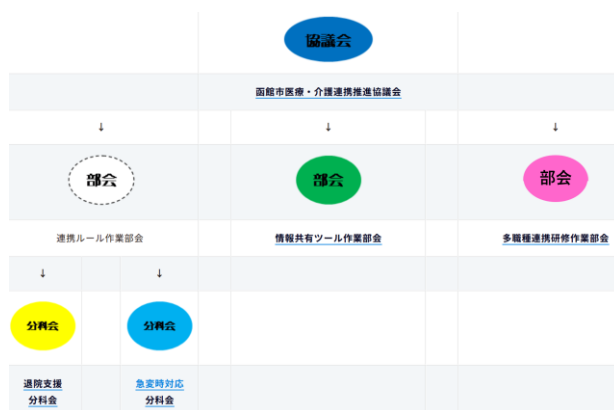 協議会
函館市医療・介護連携推進協議会
↓ ↓ ↓
部会 部会 部会
連携ルール作業部会 情報共有ツール作業部会 多職種連携研修作業部会
↓ ↓
分科会 分科会
退院支援 急変時対応
分科会 分科会